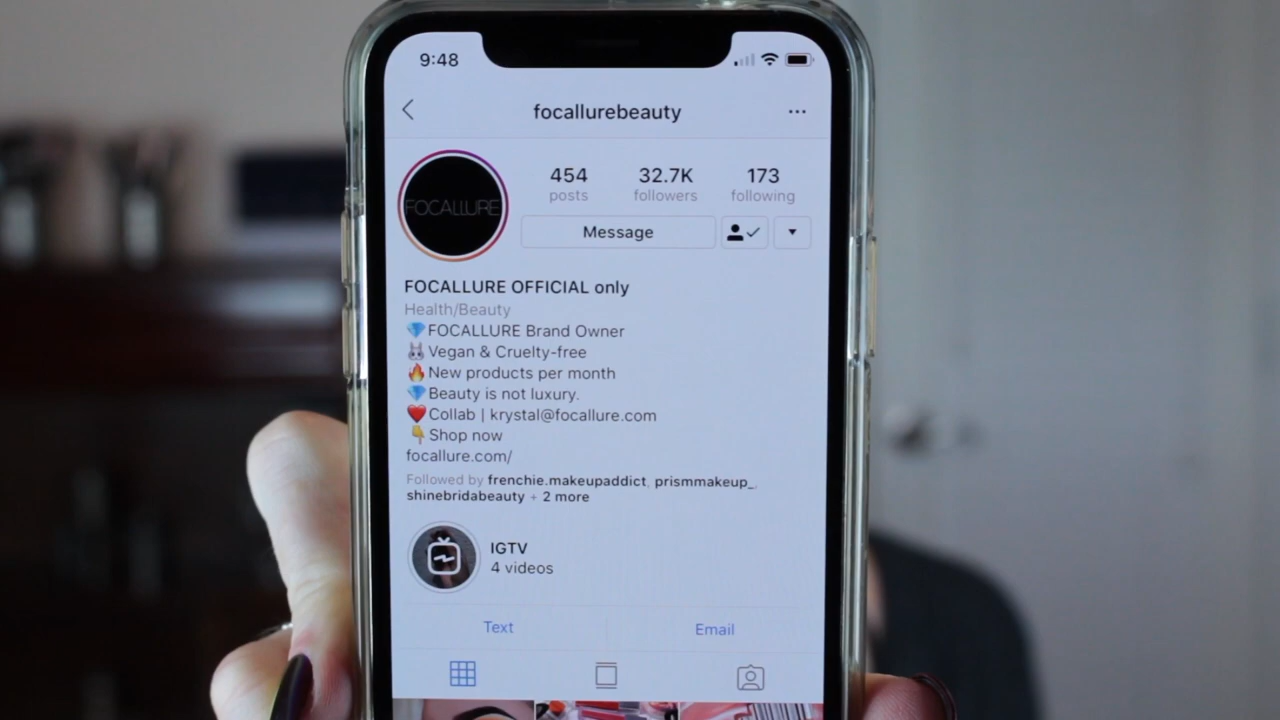 9:48
focallurebeauty
454 32.7K 173
posts followers following
FOCALLURE
Message
FOCALLURE OFFICIAL only
Health/Beauty
💎FOCALLURE Brand Owner
🐰Vegan & Cruelty-free
🔥New products per month
💎Beauty is not luxury.
❤️Collab | krystal@focallure.com
👇Shop now
focallure.com/
Followed by frenchie.makeupaddict, prismmakeup_,
shinebridabeauty + 2 more
IGTV
4 videos
Text Email